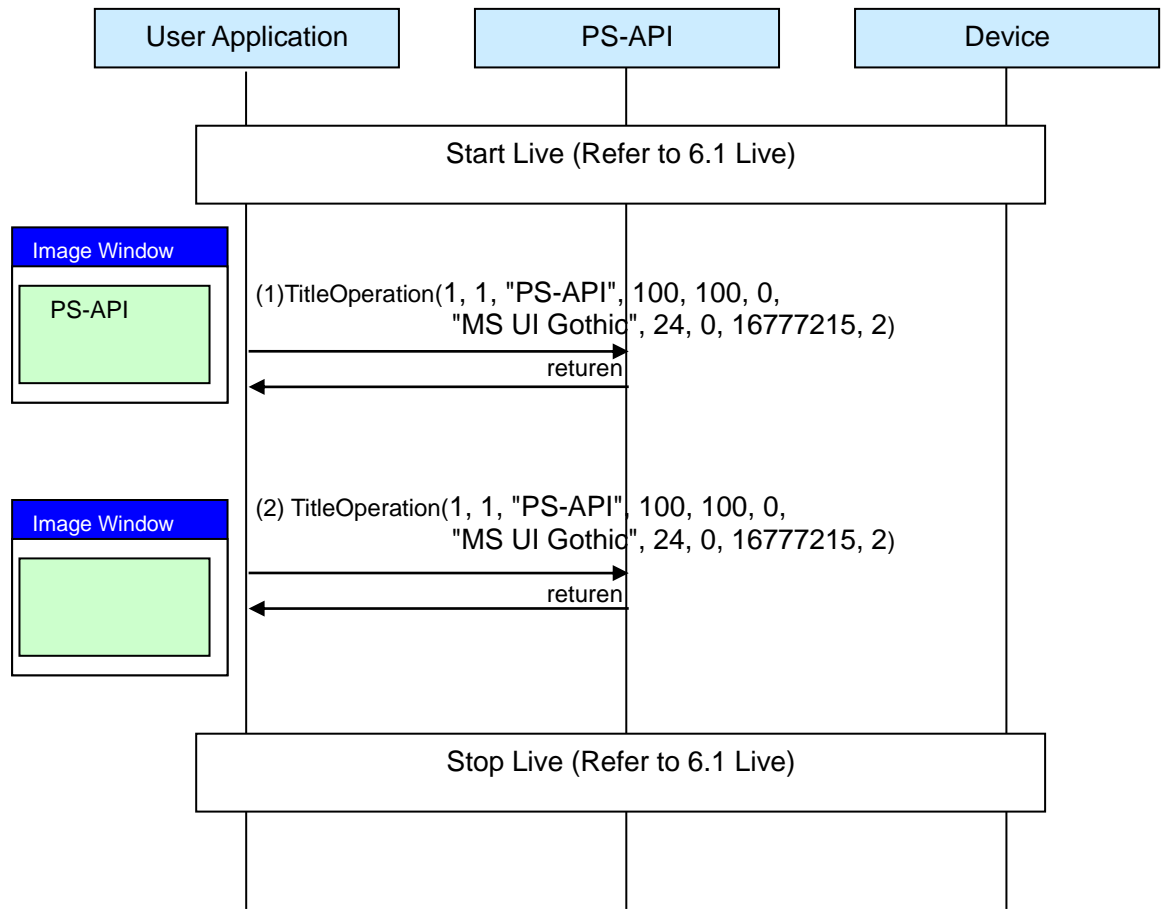 User Application
PS-API
Device
Start Live (Refer to 6.1 Live)
Image Window
PS-API
(1)TitleOperation(1, 1, "PS-API", 100, 100, 0,
"MS UI Gothic", 24, 0, 16777215, 2)
returen
Image Window
(2) TitleOperation(1, 1, "PS-API", 100, 100, 0,
"MS UI Gothic", 24, 0, 16777215, 2)
returen
Stop Live (Refer to 6.1 Live)